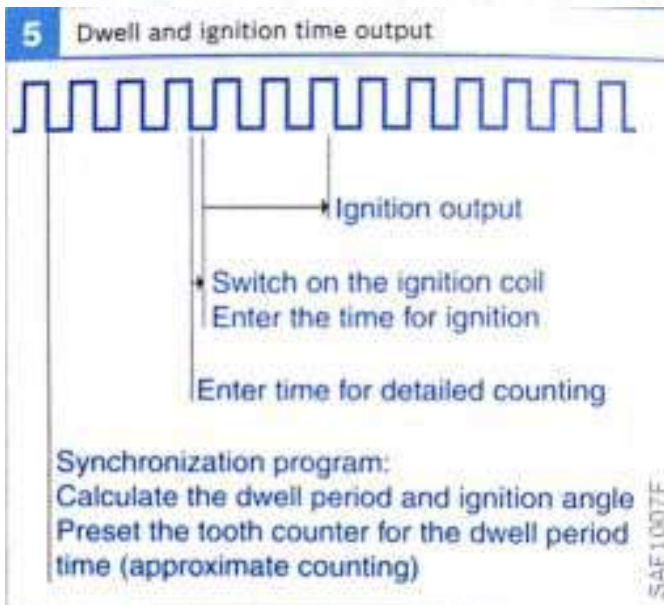 5 Dwell and ignition time output
Ignition output
Switch on the ignition coil
Enter the time for ignition
Enter time for detailed counting
Synchronization program:
Calculate the dwell period and ignition angle
Preset the tooth counter for the dwell period
time (approximate counting)
SAE1007E